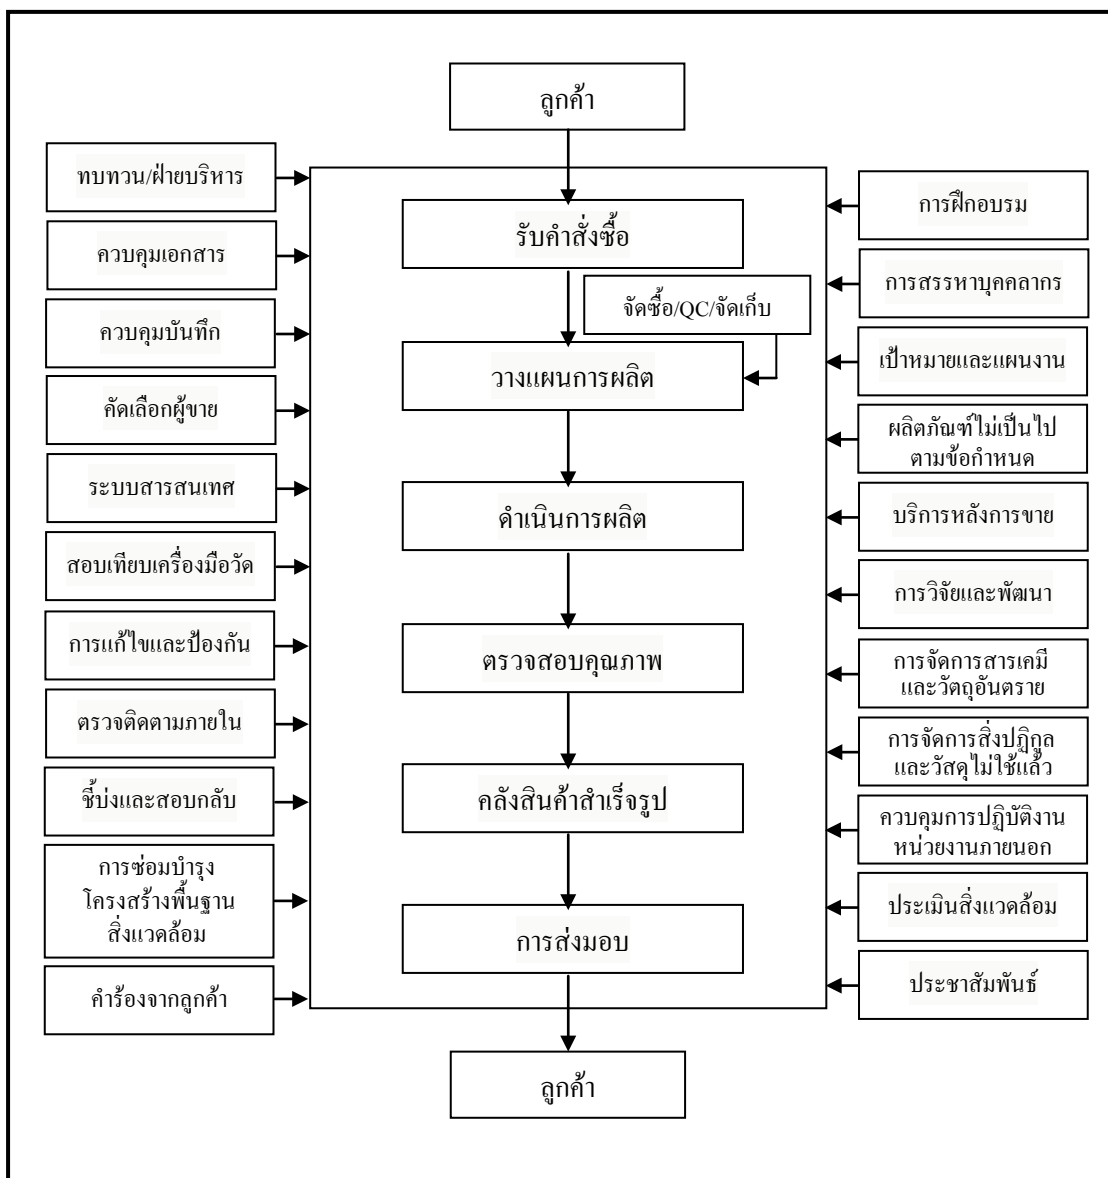 ลูกค้า
ทบทวน/ฝ่ายบริหาร
ควบคุมเอกสาร
ควบคุมบันทึก
คัดเลือกผู้ขาย
ระบบสารสนเทศ
สอบเทียบเครื่องมือวัด
การแก้ไขและป้องกัน
ตรวจติดตามภายใน
ชี้บ่งและสอบกลับ
การซ่อมบำรุง
โครงสร้างพื้นฐาน
สิ่งแวดล้อม
คำร้องจากลูกค้า
รับคำสั่งซื้อ
จัดซื้อ/QC/จัดเก็บ
วางแผนการผลิต
ดำเนินการผลิต
ตรวจสอบคุณภาพ
คลังสินค้าสำเร็จรูป
การส่งมอบ
การฝึกอบรม
การสรรหาบุคคลากร
เป้าหมายและแผนงาน
ผลิตภัณฑ์ไม่เป็นไป
ตามข้อกำหนด
บริการหลังการขาย
การวิจัยและพัฒนา
การจัดการสารเคมี
และวัตถุอันตราย
การจัดการสิ่งปฏิกูล
และวัสดุไม่ใช้แล้ว
ควบคุมการปฏิบัติงาน
หน่วยงานภายนอก
ประเมินสิ่งแวดล้อม
ประชาสัมพันธ์
ลูกค้า